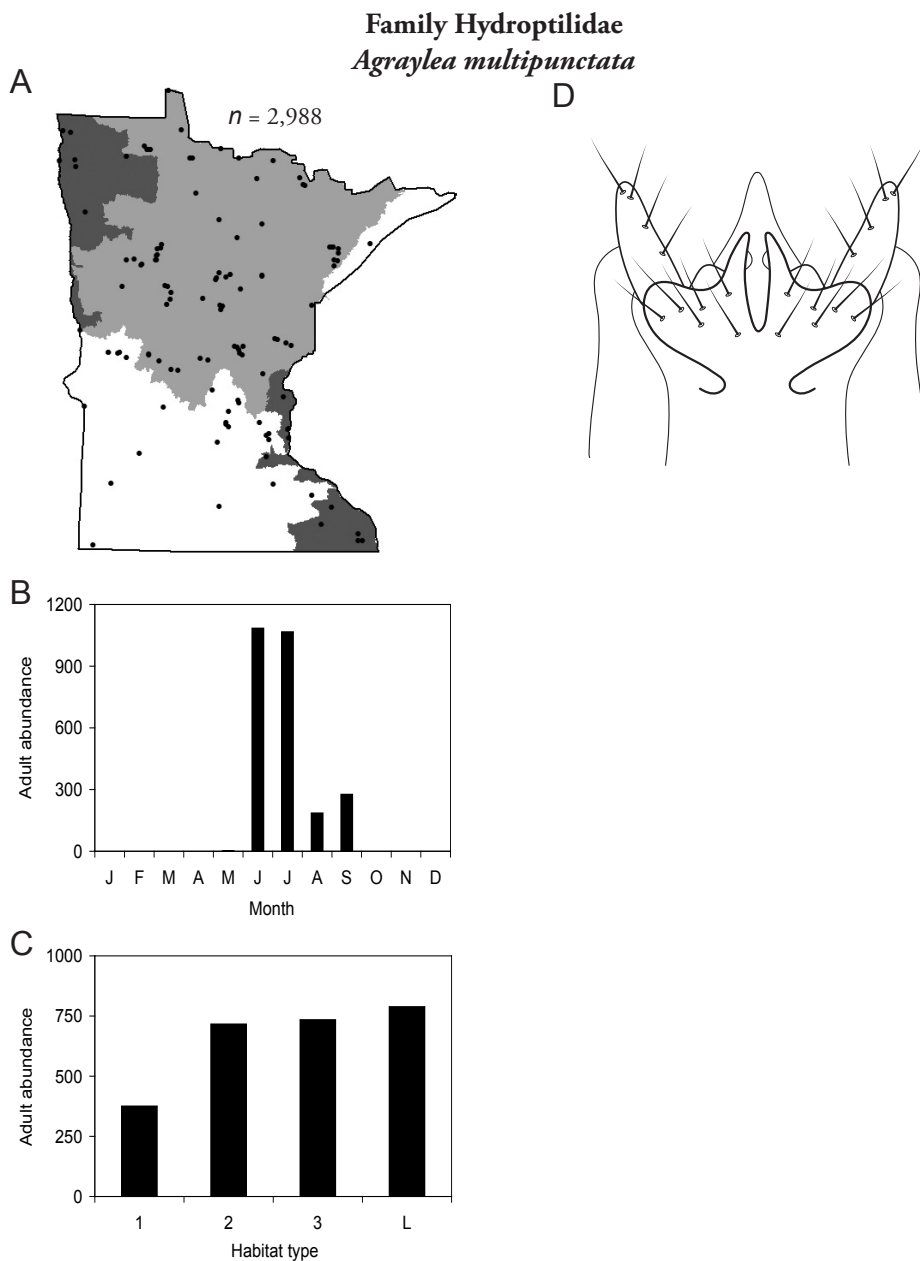 Family Hydroptilidae
Agraylea multipunctata
A
n = 2,988
D
B
1200
900
600
300
0
Adult abundance
J F M A M J J A S O N D
Month
C
1000
750
500
250
0
Adult abundance
1 2 3 L
Habitat type